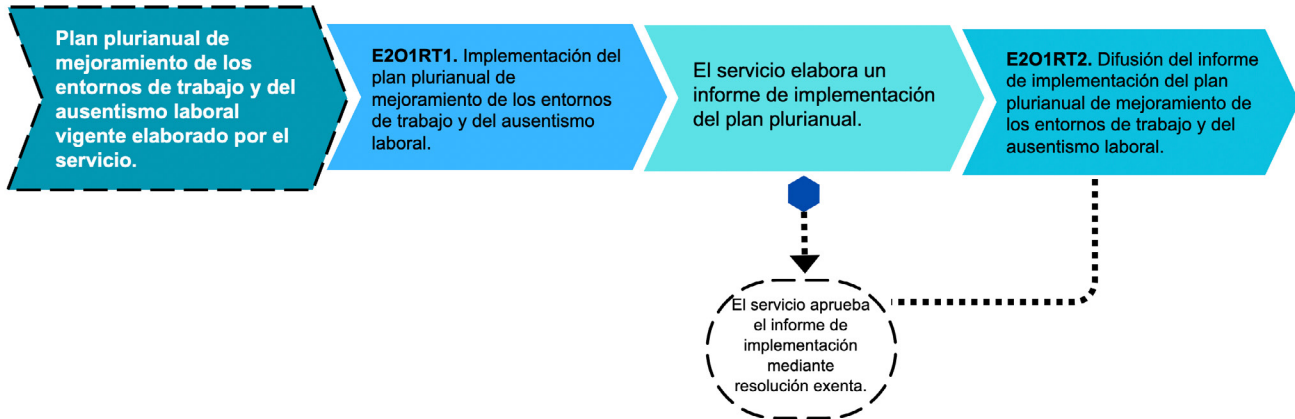 Plan plurianual de
mejoramiento de los
entornos de trabajo y del
ausentismo laboral
vigente elaborado por el
servicio.
E2O1RT1. Implementación del
plan plurianual de
mejoramiento de los entornos
de trabajo y del ausentismo
laboral.
El servicio elabora un
informe de implementación
del plan plurianual.
E2O1RT2. Difusión del informe
de implementación del plan
plurianual de mejoramiento de
los entornos de trabajo y del
ausentismo laboral.
El servicio aprueba
el informe de
implementación
mediante
resolución exenta.